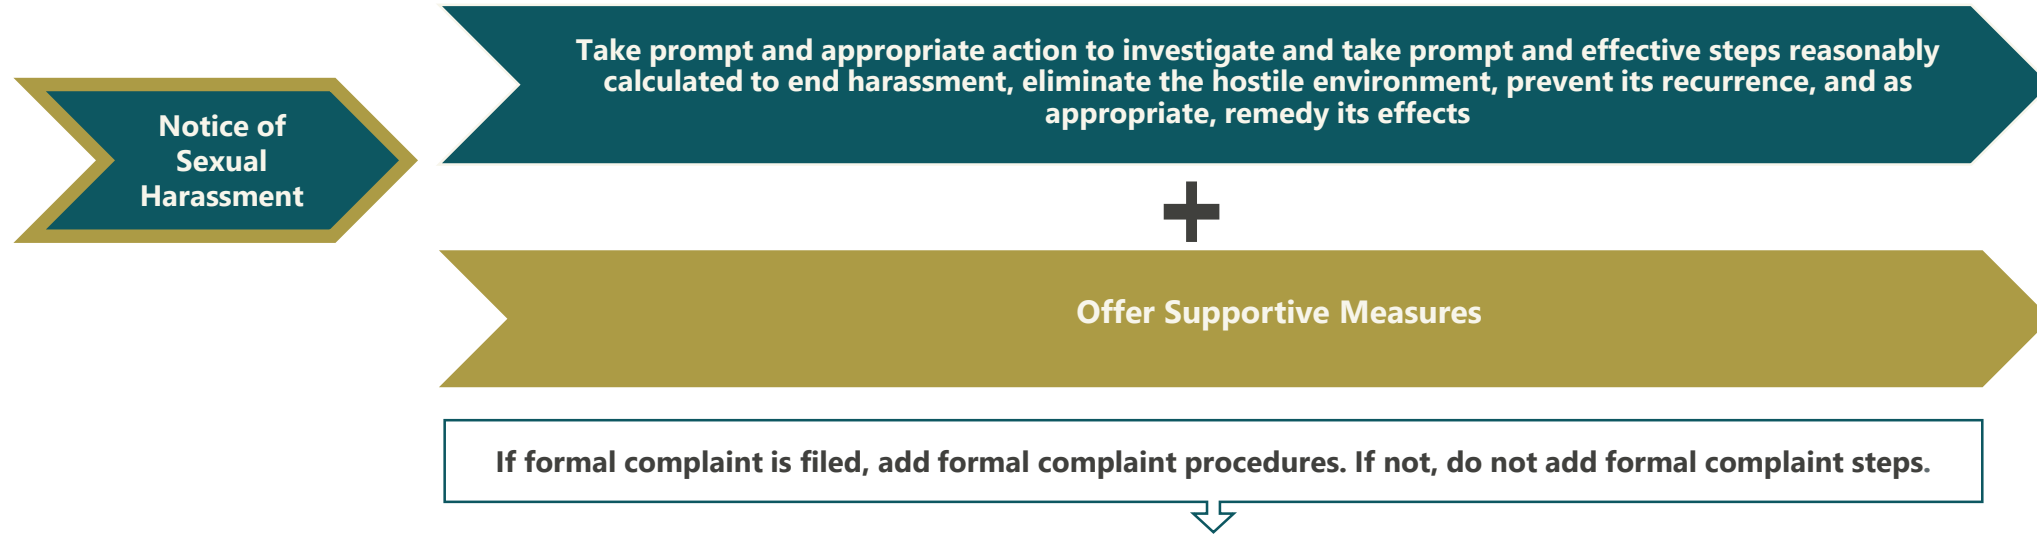 Notice of
Sexual
Harassment
Take prompt and appropriate action to investigate and take prompt and effective steps reasonably
calculated to end harassment, eliminate the hostile environment, prevent its recurrence, and as
appropriate, remedy its effects
Offer Supportive Measures
If formal complaint is filed, add formal complaint procedures. If not, do not add formal complaint steps.